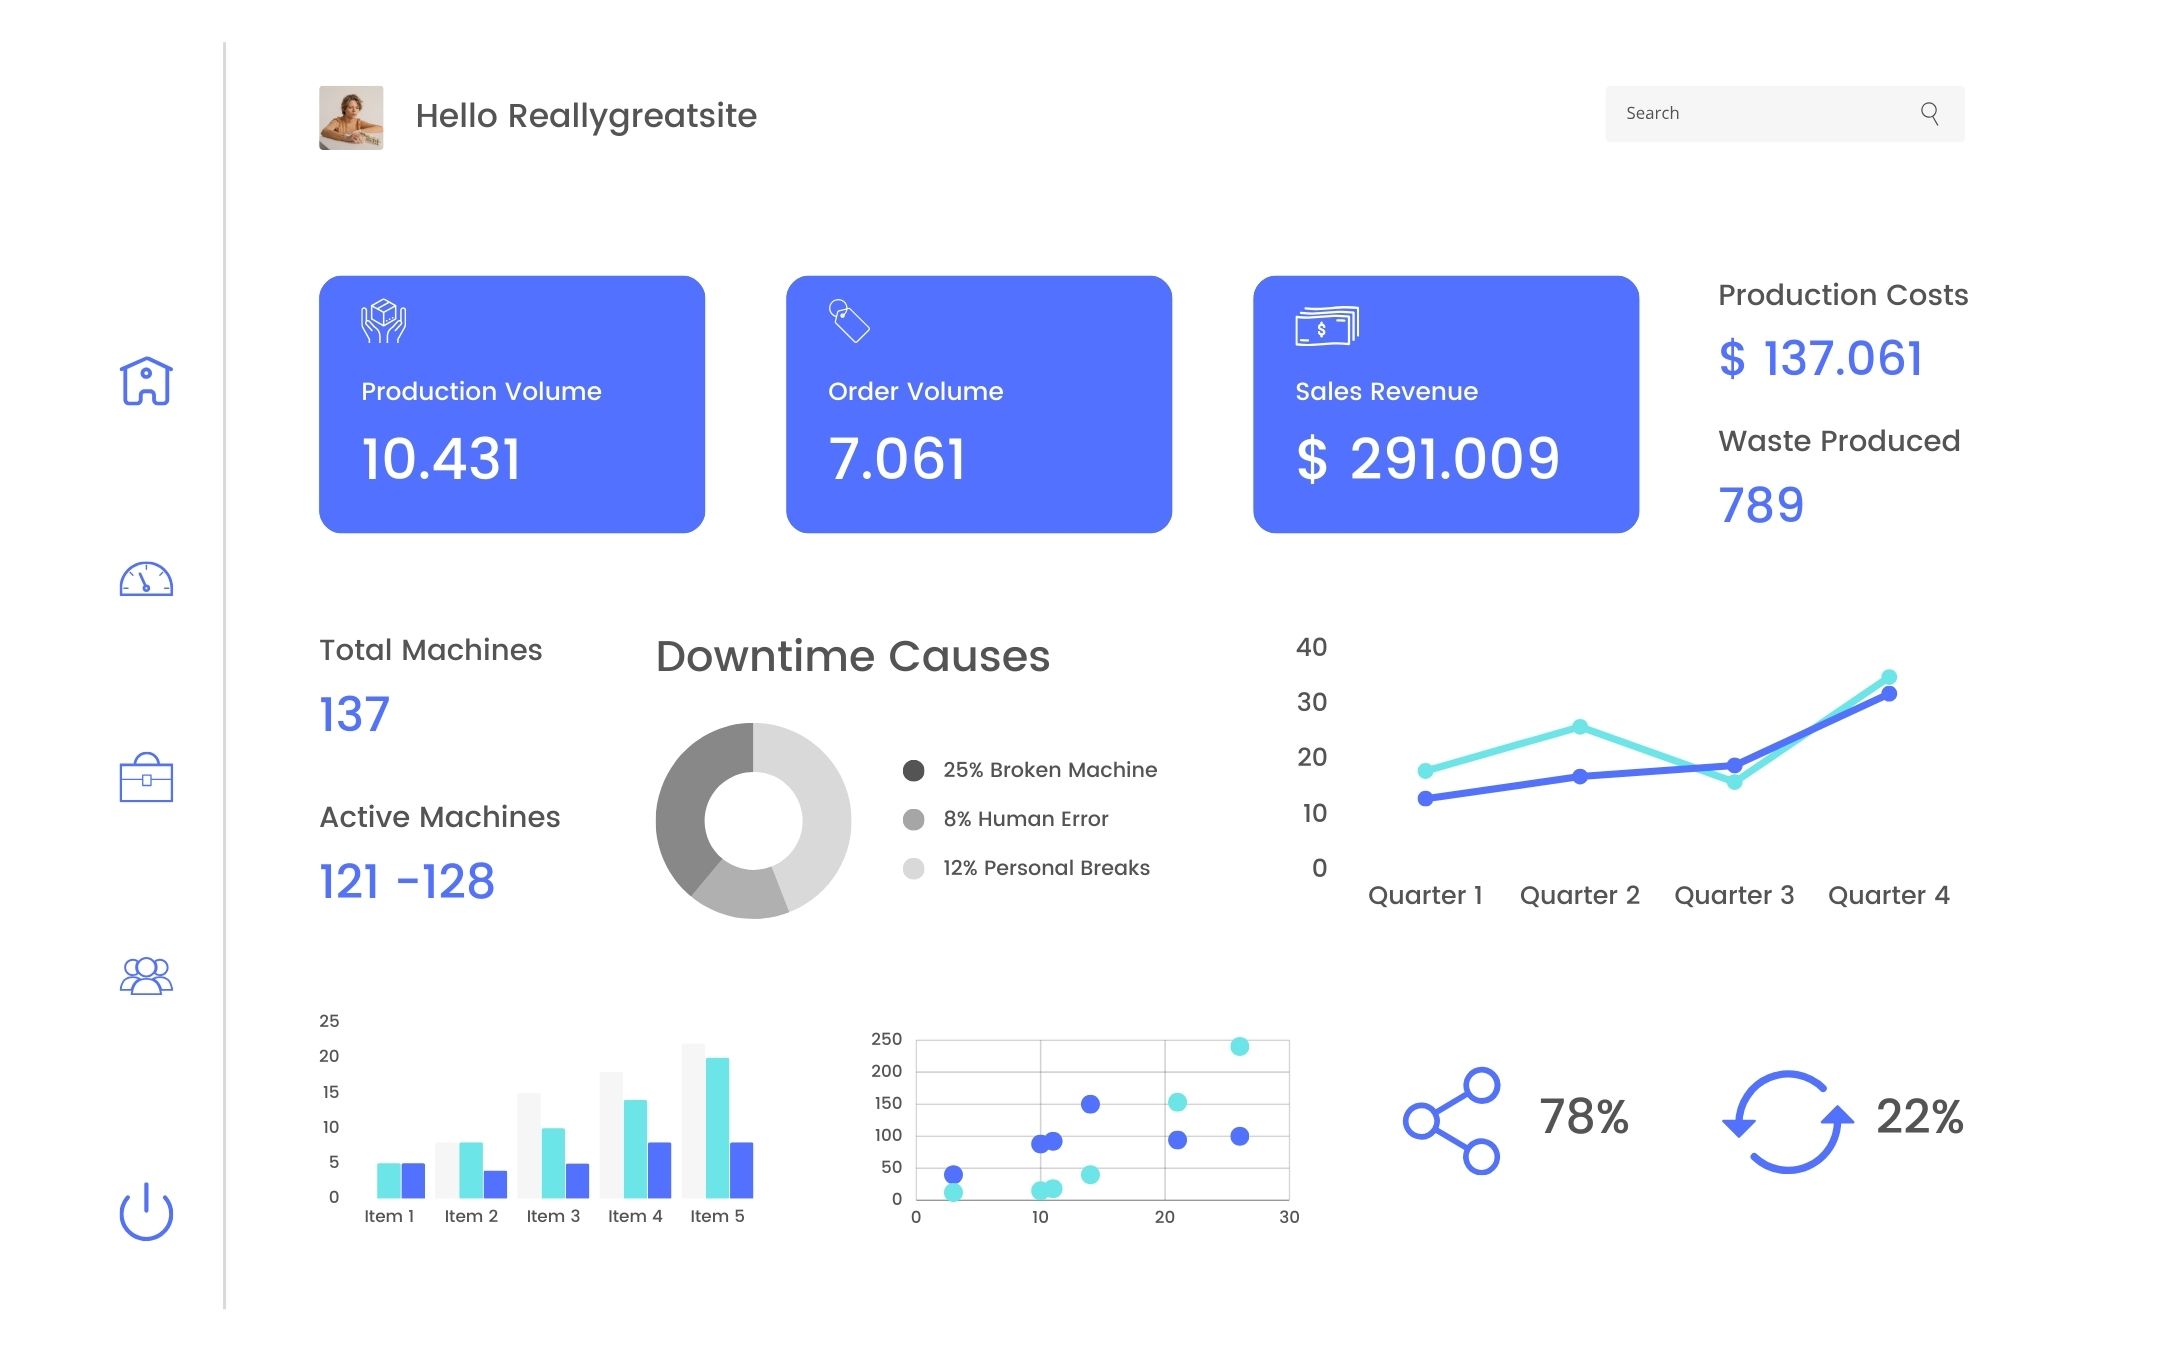 Hello Reallygreatsite
Search
Production Volume
10.431
Order Volume
7.061
Sales Revenue
$ 291.009
Production Costs
$ 137.061
Waste Produced
789
Total Machines
137
Active Machines
121 -128
Downtime Causes
25% Broken Machine
8% Human Error
12% Personal Breaks
40
30
20
10
0
Quarter 1 Quarter 2 Quarter 3 Quarter 4
25
20
15
10
5
0
Item 1 Item 2 Item 3 Item 4 Item 5
250
200
150
100
50
0
0 10 20 30
78%
22%